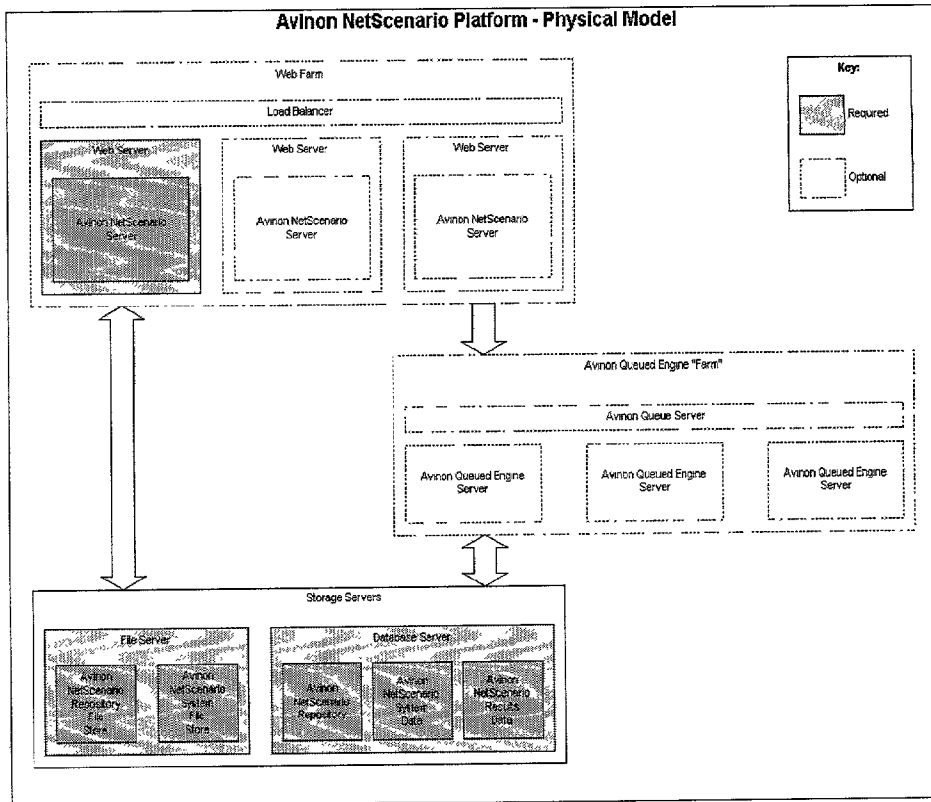 Avinon NetScenario Platform - Physical Model
Web Farm
Load Balancer
Web Server
Avinon NetScenario
Server
Web Server
Avinon NetScenario
Server
Web Server
Avinon NetScenario
Server
Key:
Required
Optional
Avinon Queued Engine "Farm"
Avinon Queue Server
Avinon Queued Engine
Server
Avinon Queued Engine
Server
Avinon Queued Engine
Server
Storage Servers
File Server
Avinon
NetScenario
Repository
File
Store
Avinon
NetScenario
System
File
Store
Database Server
Avinon
NetScenario
Repository
Avinon
NetScenario
System
Data
Avinon
NetScenario
Results
Data